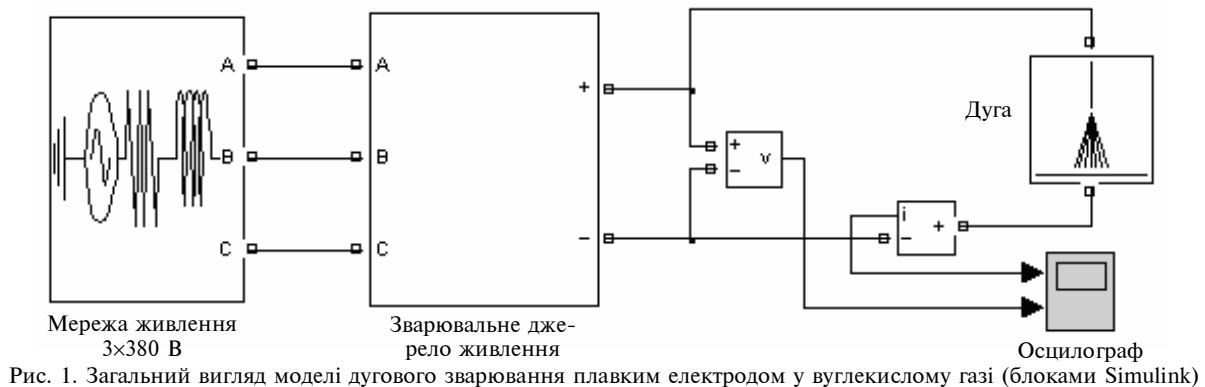 A
A
+
Дуга
+
B
B
v
−
i
+
C
C
−
−
Мережа живлення
3×380 В
Зварювальне дже-
рело живлення
Осцилограф
Рис. 1. Загальний вигляд моделі дугового зварювання плавким електродом у вуглекислому газі (блоками Simulink)